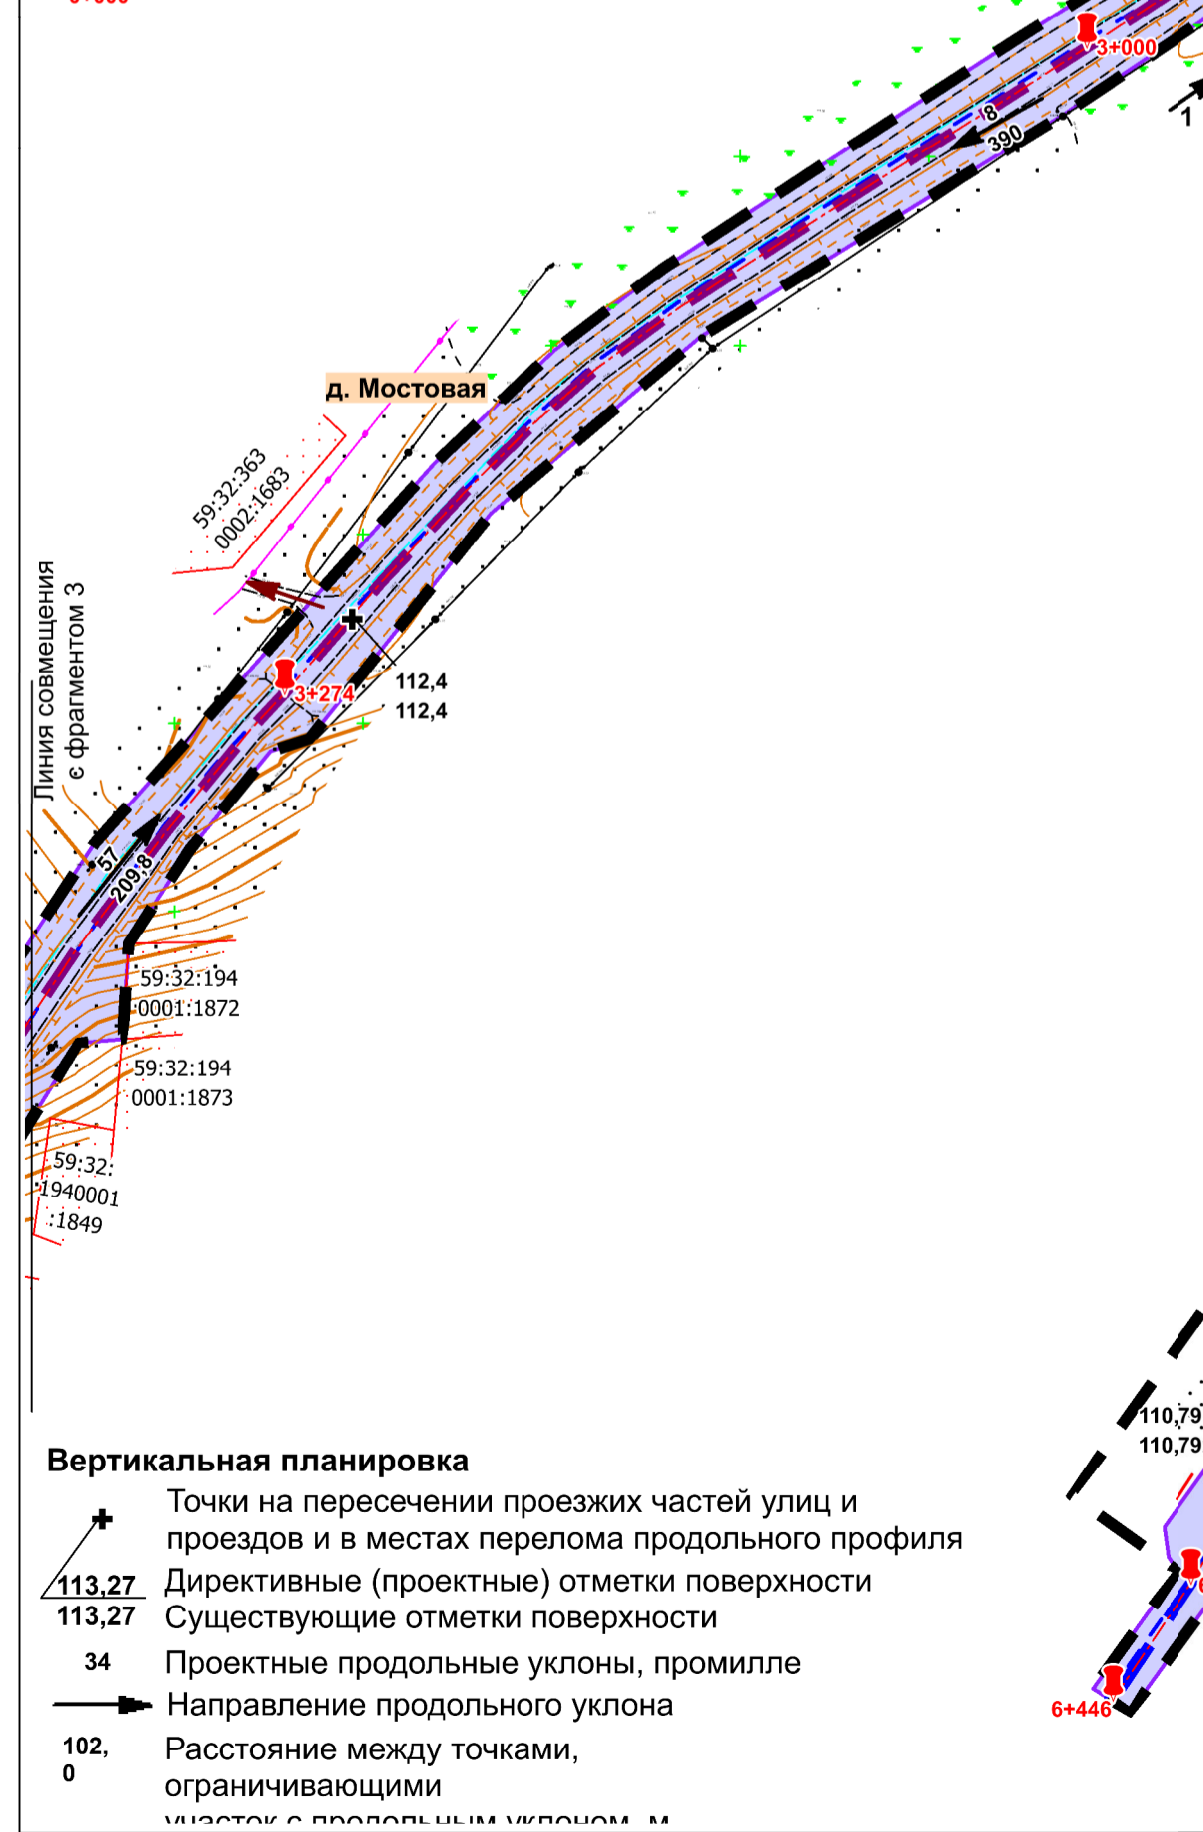 3+000
8
390
1
д. Мостовая
59:32:363
0002:1683
Линия совмещения
с фрагментом 3
112,4
112,4
3+274
57
209,8
59:32:194
0001:1872
59:32:194
0001:1873
59:32:
1940001
:1849
110,79
110,79
6+446
Вертикальная планировка
Точки на пересечении проезжих частей улиц и
проездов и в местах перелома продольного профиля
113,27 Директивные (проектные) отметки поверхности
113,27 Существующие отметки поверхности
34 Проектные продольные уклоны, промилле
Направление продольного уклона
102, Расстояние между точками,
0 ограничивающими
участок с продольным уклоном, м